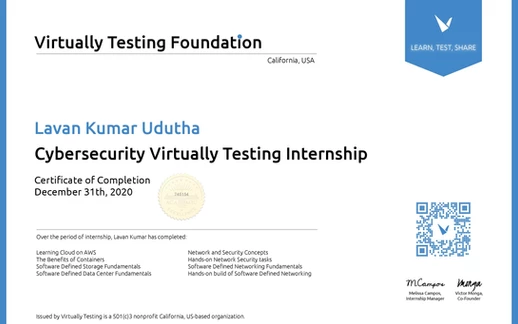 Virtually Testing Foundation
California, USA
LEARN, TEST, SHARE
Lavan Kumar Udutha
Cybersecurity Virtually Testing Internship
Certificate of Completion
December 31th, 2020
Over the period of internship, Lavan Kumar has completed:
Learning Cloud on AWS
The Benefits of Containers
Software Defined Storage Fundamentals
Software Defined Data Center Fundamentals
Network and Security Concepts
Hands-on Network Security tasks
Software Defined Networking Fundamentals
Hands-on build of Software Defined Networking
MCampos
Monga
Melissa Campos,
Internship Manager
Victor Monga,
Co-Founder
Issued by Virtually Testing is a 501(c)3 nonprofit California, US-based organization.